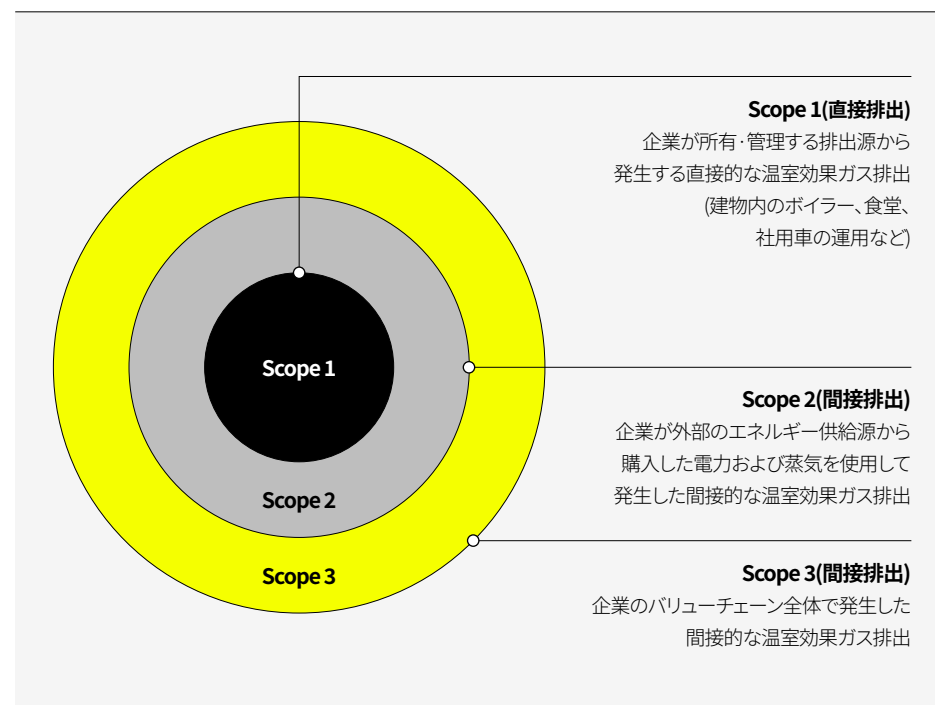 Scope 1(直接排出)
企業が所有·管理する排出源から
発生する直接的な温室効果ガス排出
(建物内のボイラー、食堂、
社用車の運用など)
Scope 1
Scope 2(間接排出)
企業が外部のエネルギー供給源から
購入した電力および蒸気を使用して
発生した間接的な温室効果ガス排出
Scope 2
Scope 3(間接排出)
企業のバリューチェーン全体で発生した
間接的な温室効果ガス排出
Scope 3